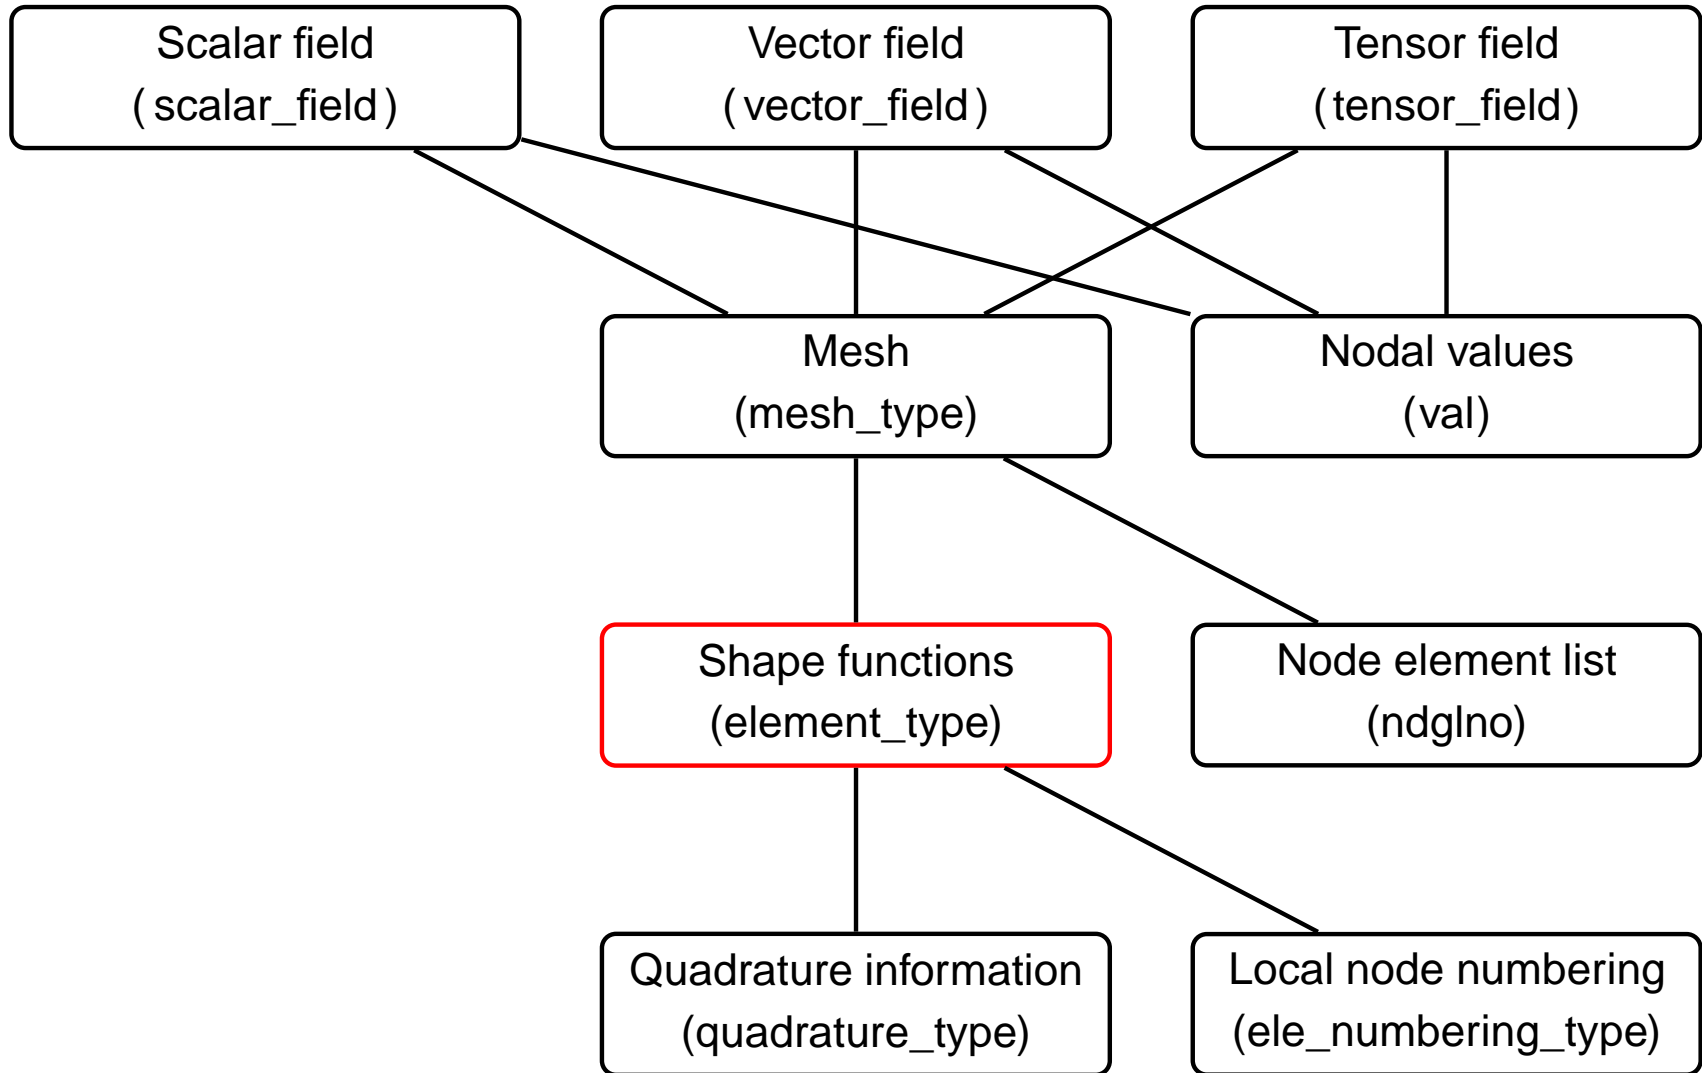 Scalar field
(scalar_field)
Vector field
(vector_field)
Tensor field
(tensor_field)
Mesh
(mesh_type)
Nodal values
(val)
Shape functions
(element_type)
Node element list
(ndglno)
Quadrature information
(quadrature_type)
Local node numbering
(ele_numbering_type)